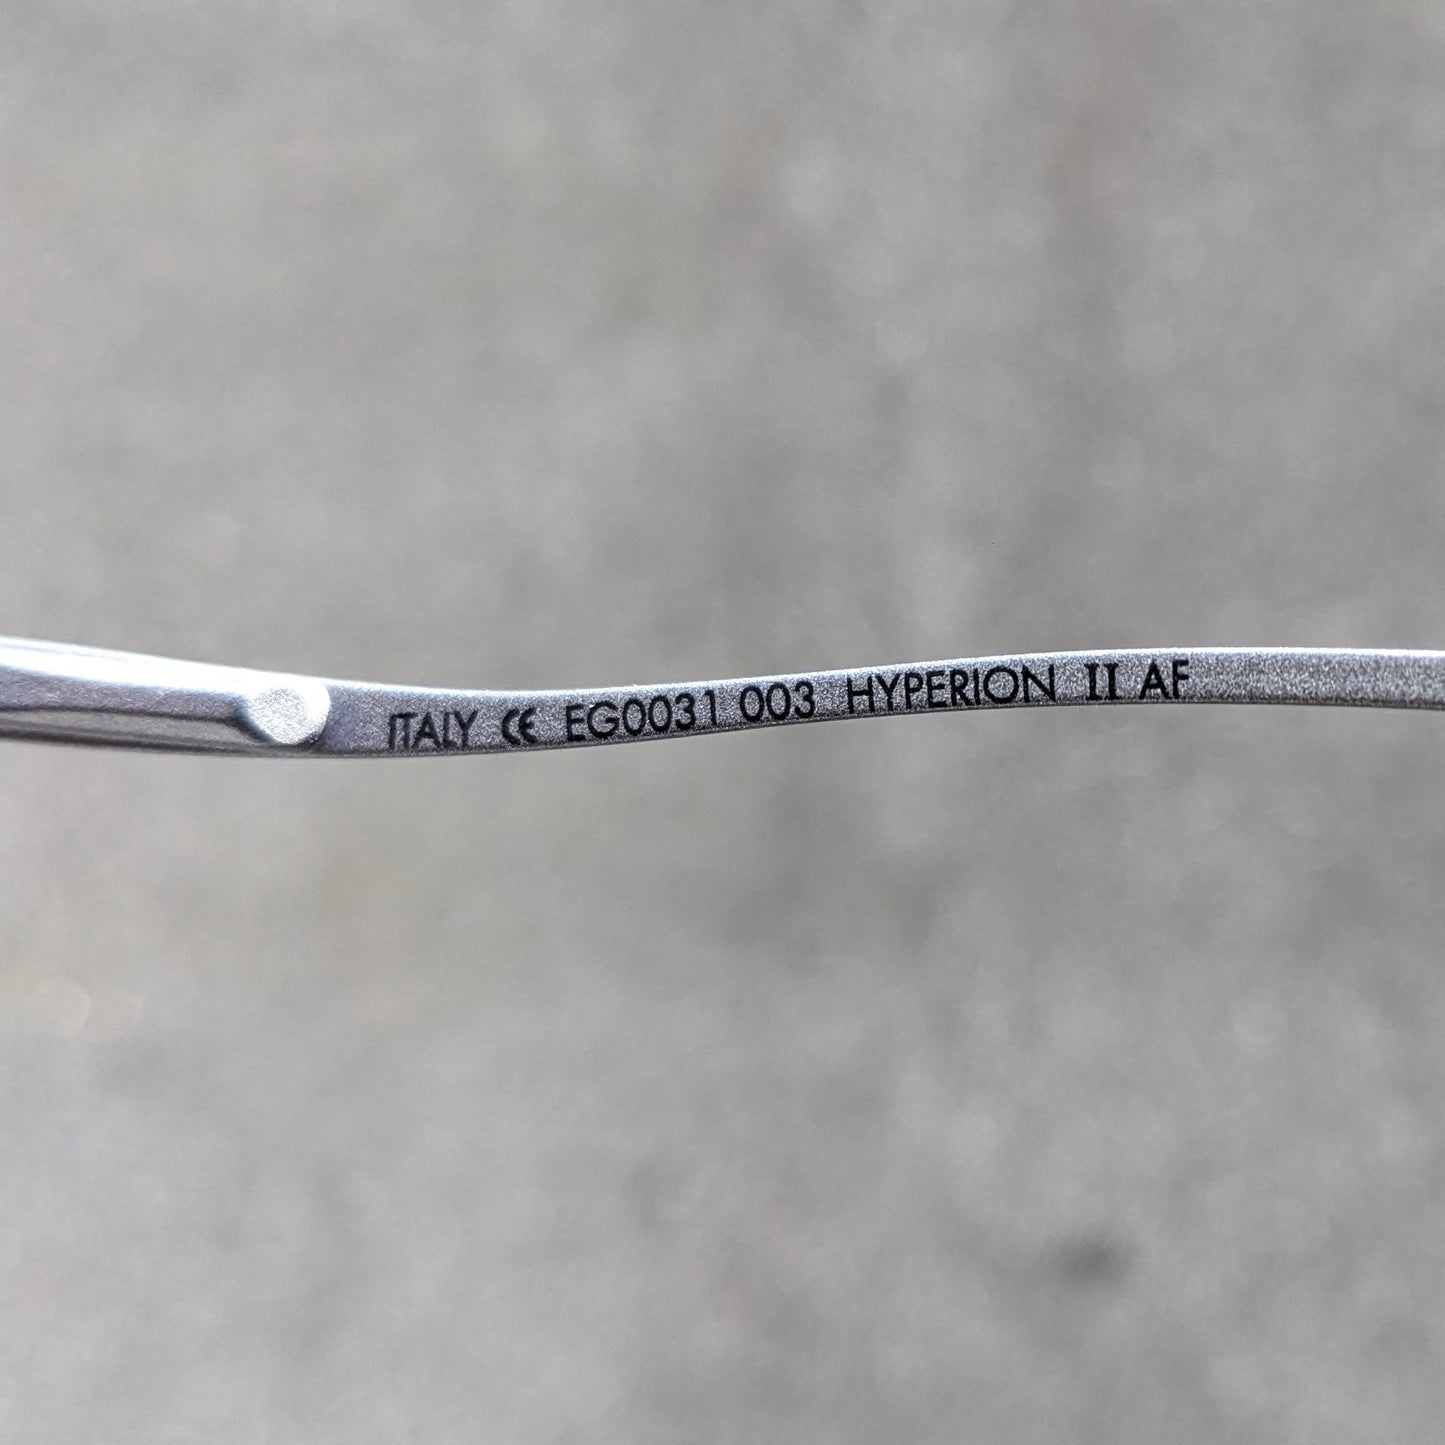 ITALY CE EG0031 003 HYPERION II AF